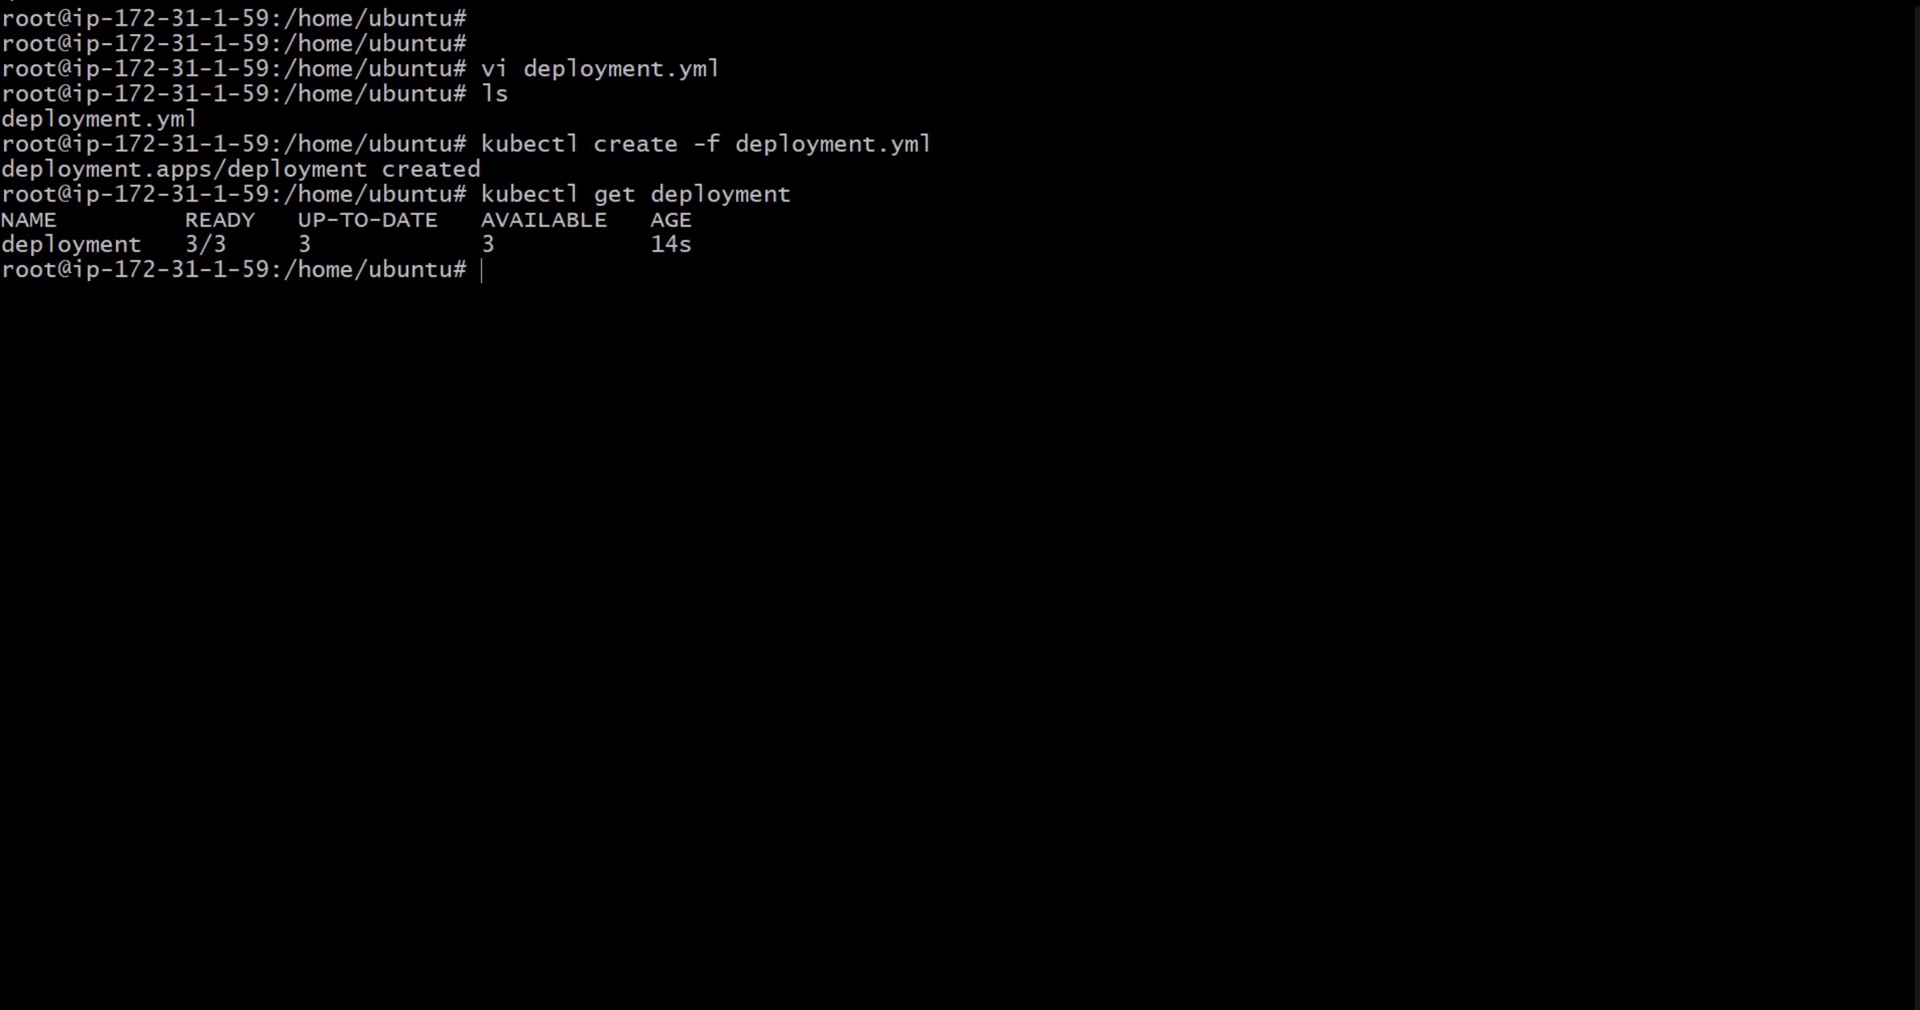 root@ip-172-31-1-59:/home/ubuntu#
root@ip-172-31-1-59:/home/ubuntu#
root@ip-172-31-1-59:/home/ubuntu# vi deployment.yml
root@ip-172-31-1-59:/home/ubuntu# ls
deployment.yml
root@ip-172-31-1-59:/home/ubuntu# kubectl create -f deployment.yml
deployment.apps/deployment created
root@ip-172-31-1-59:/home/ubuntu# kubectl get deployment
NAME         READY   UP-TO-DATE   AVAILABLE   AGE
deployment   3/3     3            3           14s
root@ip-172-31-1-59:/home/ubuntu#